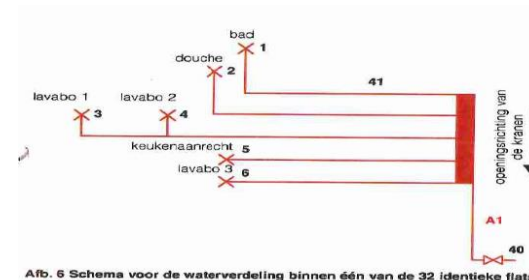 bad
1
douche
2
41
lavabo 1
3
lavabo 2
4
keukenaanrecht 5
lavabo 3 6
openingsrichting van
de kranen
A1
40
Afb. 6 Schema voor de waterverdeling binnen één van de 32 identieke flats